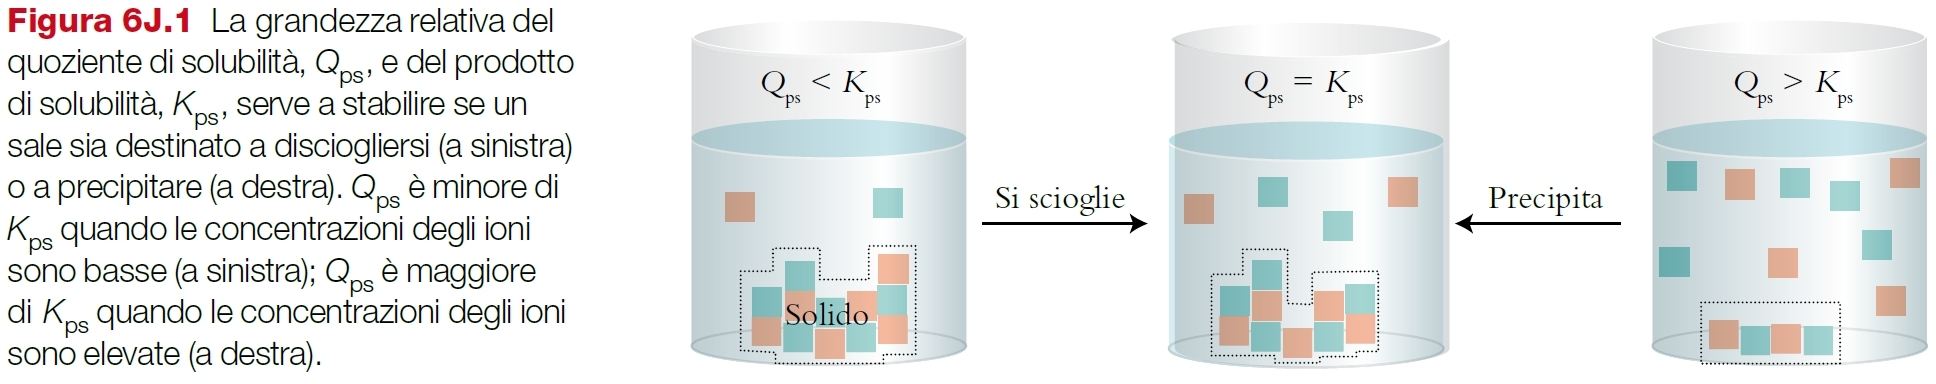 Figura 6J.1 La grandezza relativa del
quoziente di solubilità, Qps, e del prodotto
di solubilità, Kps, serve a stabilire se un
sale sia destinato a disciogliersi (a sinistra)
o a precipitare (a destra). Qps è minore di
Kps quando le concentrazioni degli ioni
sono basse (a sinistra); Qps è maggiore
di Kps quando le concentrazioni degli ioni
sono elevate (a destra).
Qps < Kps
Solido
Si scioglie
Qps = Kps
Precipita
Qps > Kps